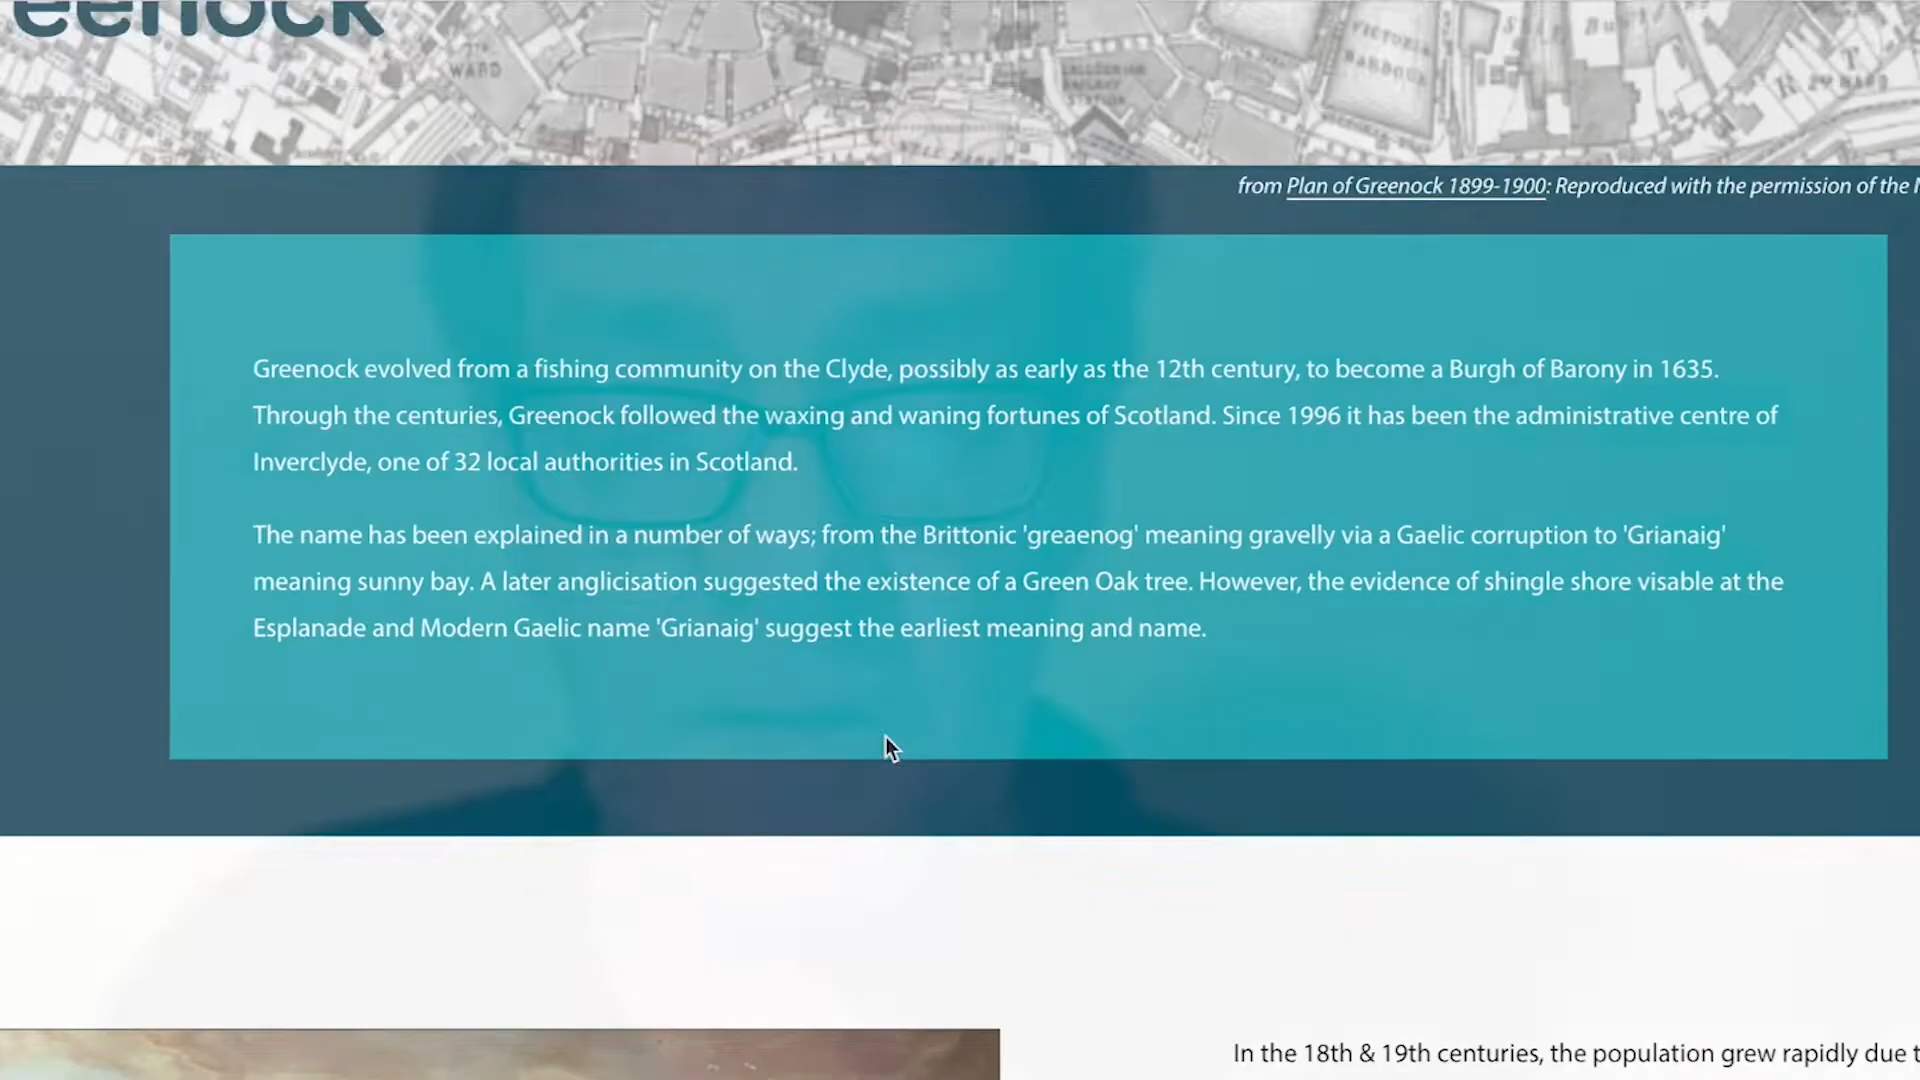 eenock
WARD
VICTORIA
HARBOUR
from Plan of Greenock 1899-1900: Reproduced with the permission of the
Greenock evolved from a fishing community on the Clyde, possibly as early as the 12th century, to become a Burgh of Barony in 1635.
Through the centuries, Greenock followed the waxing and waning fortunes of Scotland. Since 1996 it has been the administrative centre of
Inverclyde, one of 32 local authorities in Scotland.
The name has been explained in a number of ways; from the Brittonic 'greaenog' meaning gravelly via a Gaelic corruption to 'Grianaig'
meaning sunny bay. A later anglicisation suggested the existence of a Green Oak tree. However, the evidence of shingle shore visable at the
Esplanade and Modern Gaelic name 'Grianaig' suggest the earliest meaning and name.
In the 18th & 19th centuries, the population grew rapidly due